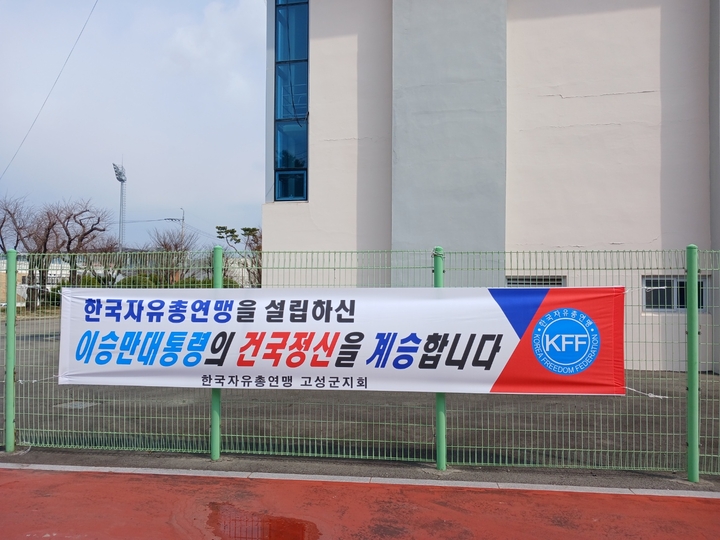 한국자유총연맹을 설립하신
이승만대통령의 건국정신을 계승합니다
한국자유총연맹 고성군지회
한국자유총연맹
KFF
KOREA FREEDOM FEDERATION